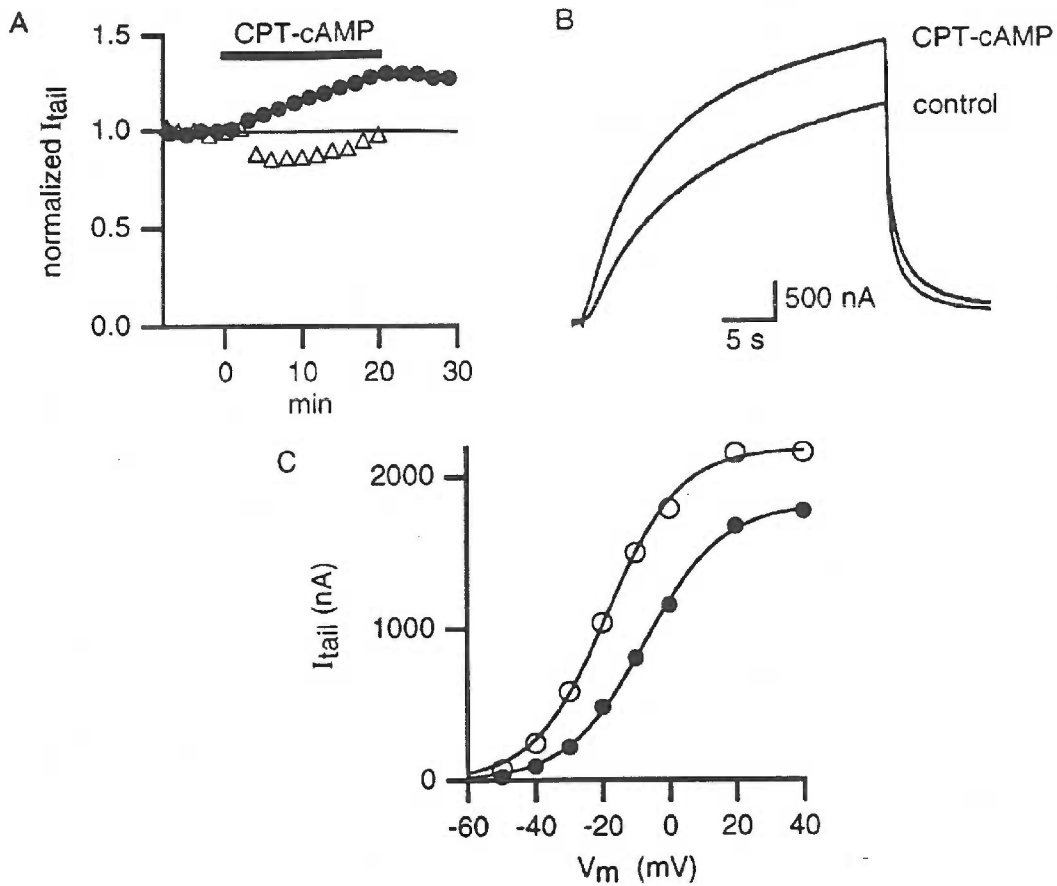 A
CPT-cAMP
1.5
1.0
0.5
0.0
normalized Itail
0 10 20 30
min
B
CPT-cAMP
control
500 nA
5 s
C
2000
1000
0
Itail (nA)
-60 -40 -20 0 20 40
Vm (mV)